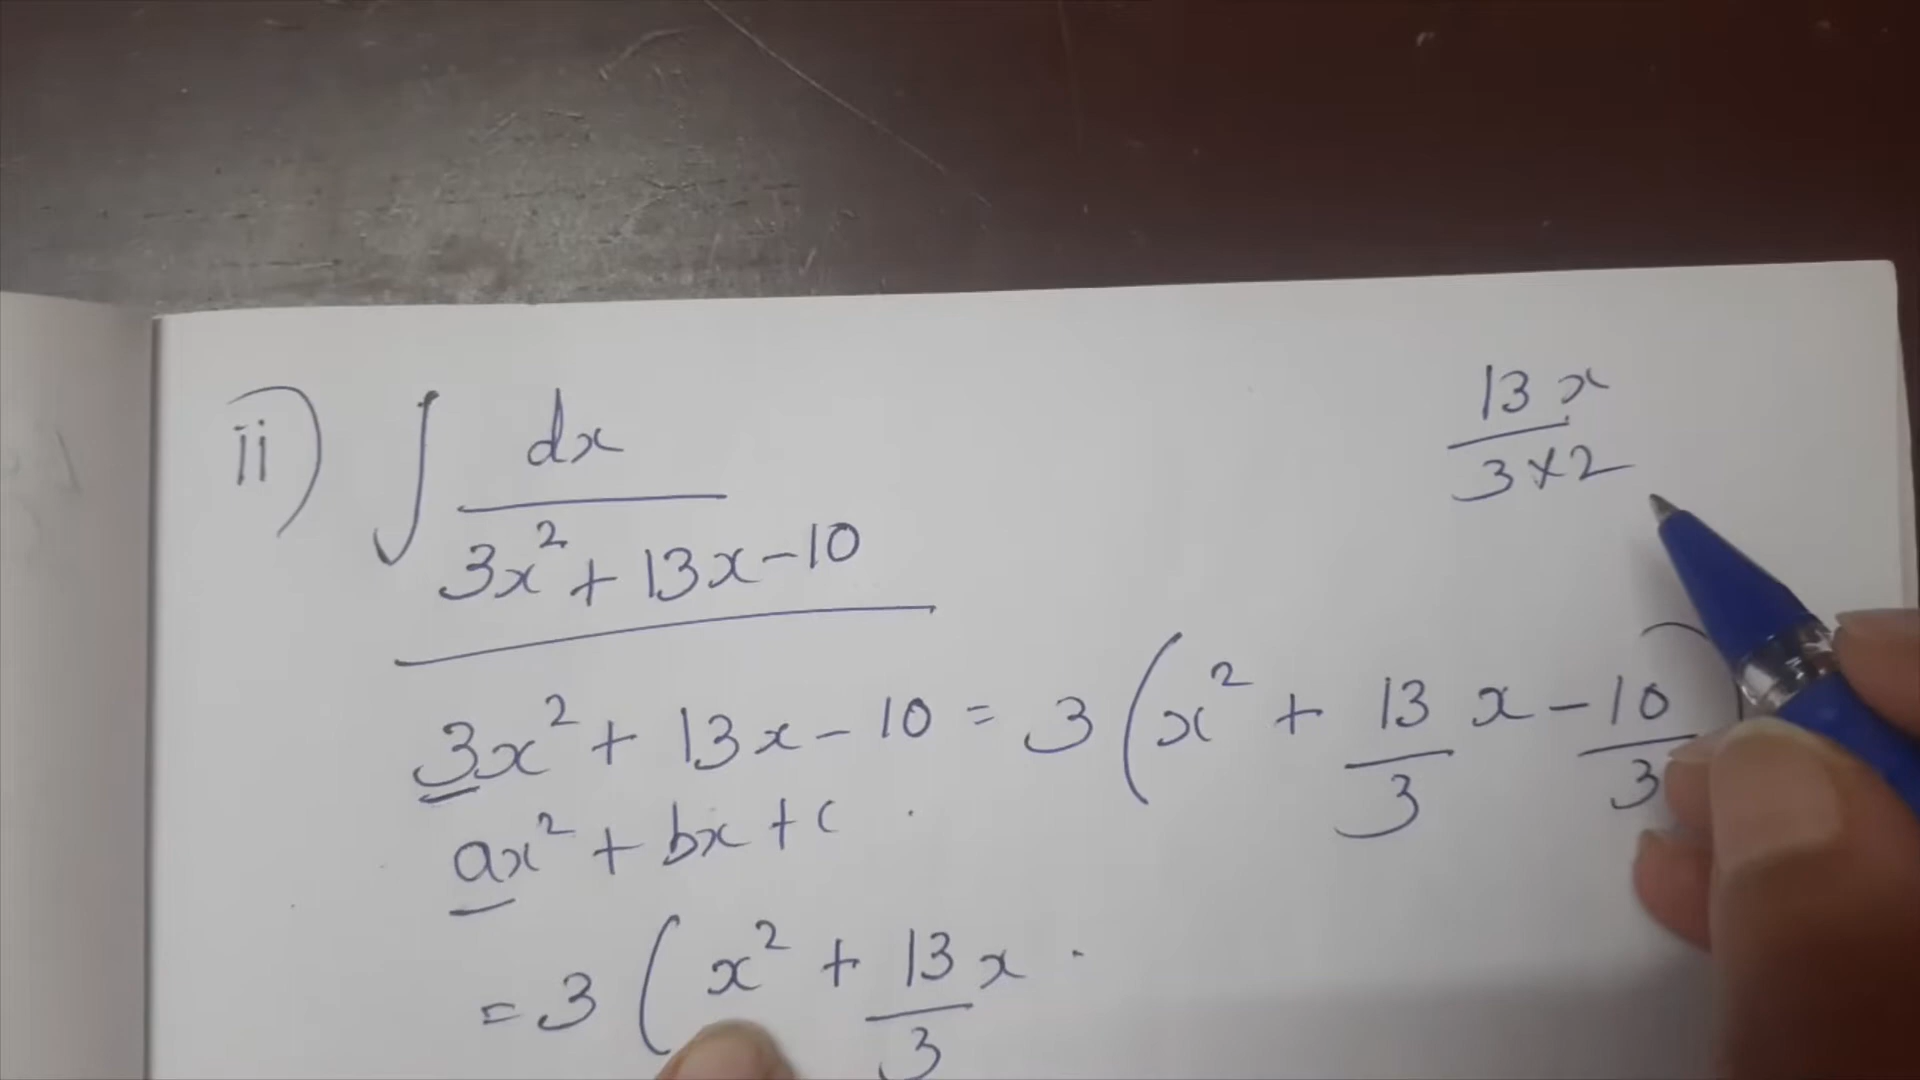 ii) ∫ dx / 3x² + 13x - 10
13x / 3×2
3x² + 13x - 10 = 3 (x² + 13/3 x - 10/3)
ax² + bx + c
= 3 (x² + 13/3 x